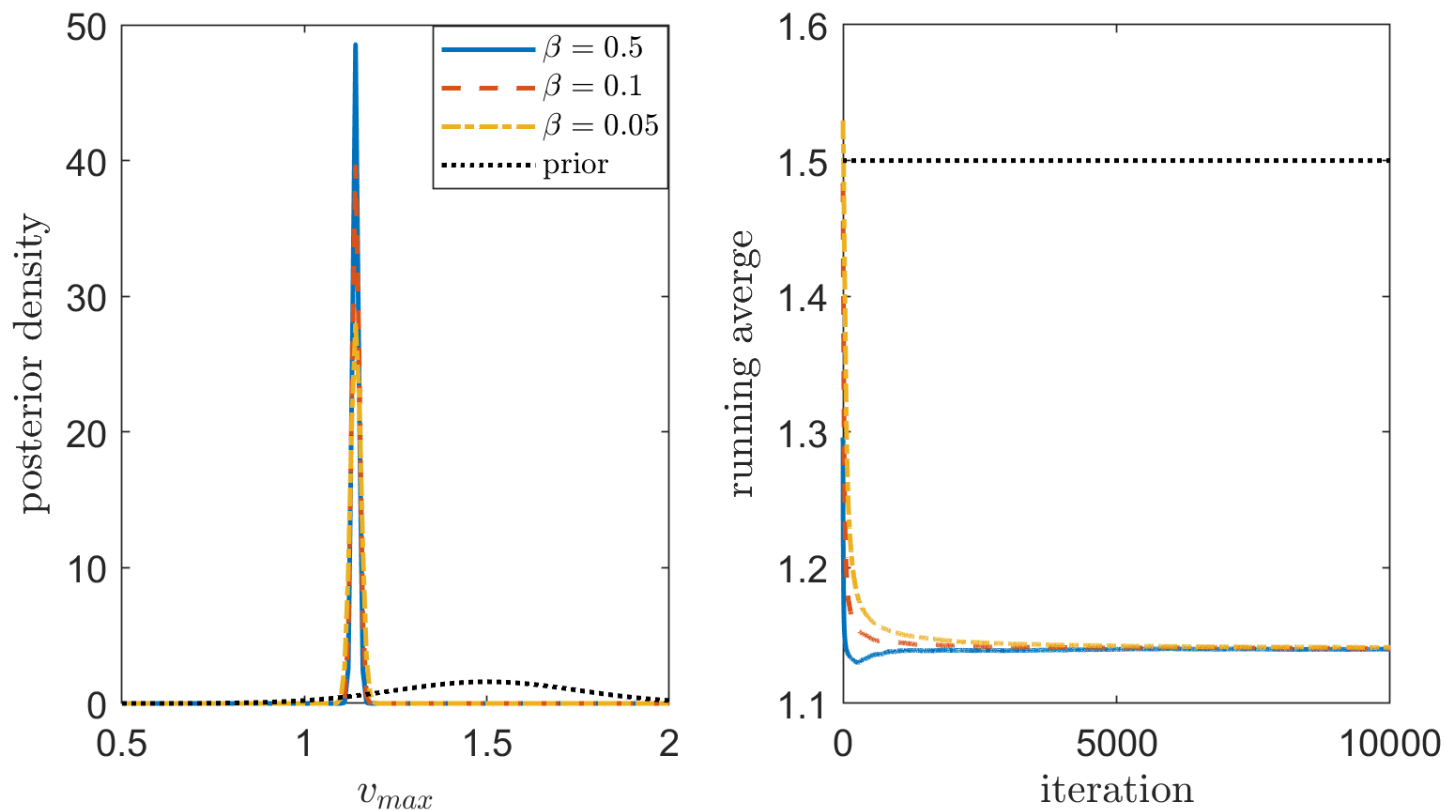 50
40
30
20
10
0
0.5
1
1.5
2
posterior density
v_{max}
β = 0.5
β = 0.1
β = 0.05
prior
1.6
1.5
1.4
1.3
1.2
1.1
0
5000
10000
running averge
iteration